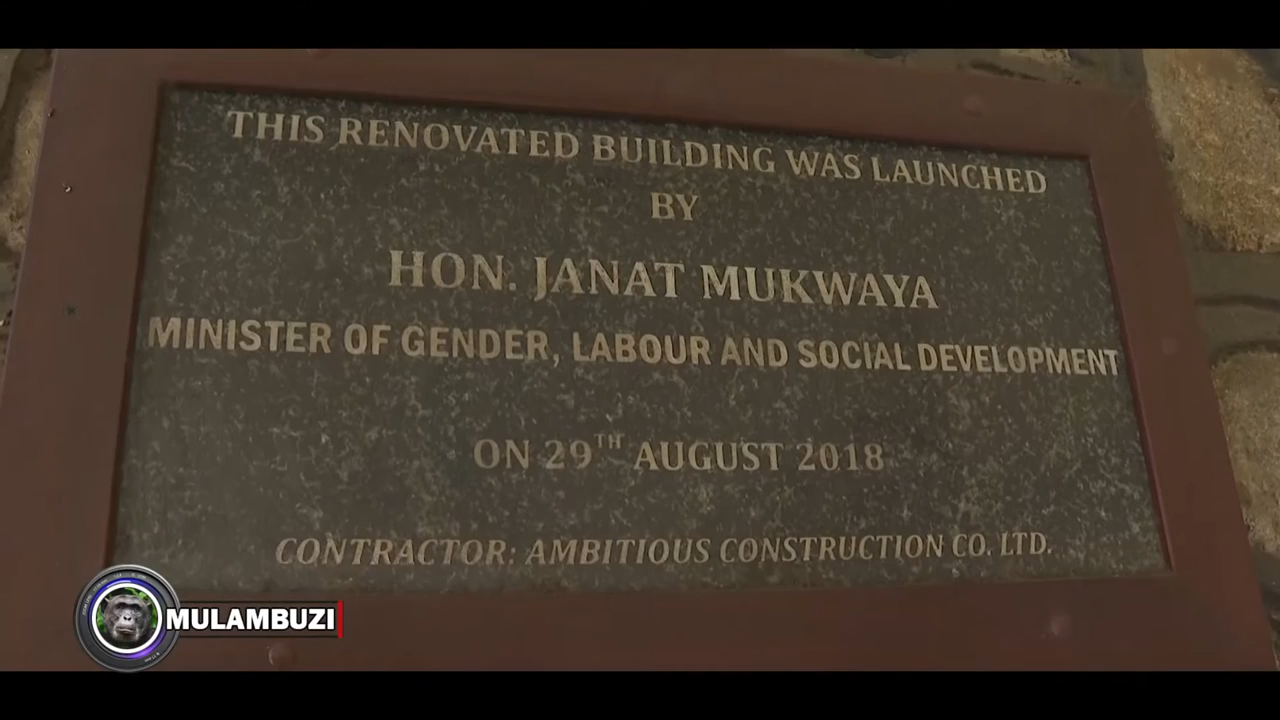 THIS RENOVATED BUILDING WAS LAUNCHED
BY
HON. JANAT MUKWAYA
MINISTER OF GENDER, LABOUR AND SOCIAL DEVELOPMENT
ON 29TH AUGUST 2018
CONTRACTOR: AMBITIOUS CONSTRUCTION CO. LTD.
MULAMBUZI